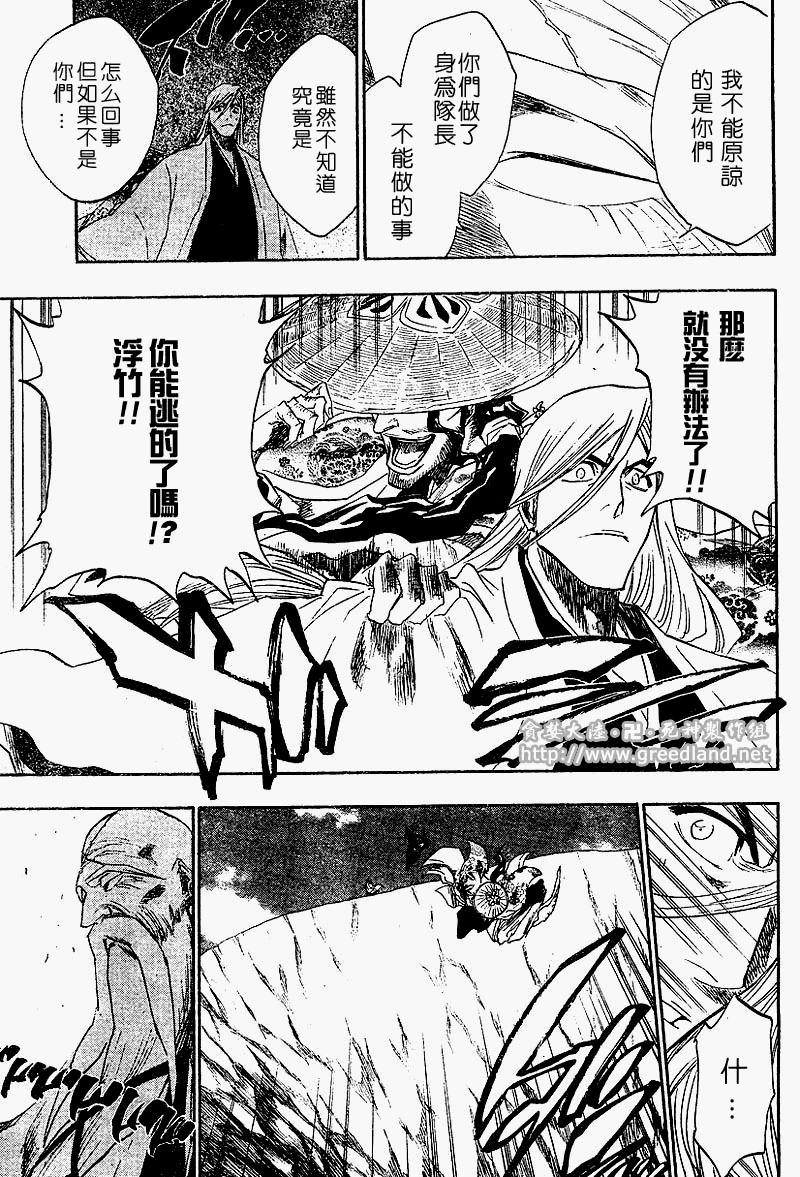 我不能原諒
的是你們
你們做了
身爲隊長
不能做的事
雖然不知道
究竟是
怎么回事
但如果不是
你們…
那麽
就没有辦法了!!
你能逃的了嗎!?
浮竹!!
貪婪大陸·卍·死神製作組
http://www.greedland.net
什…